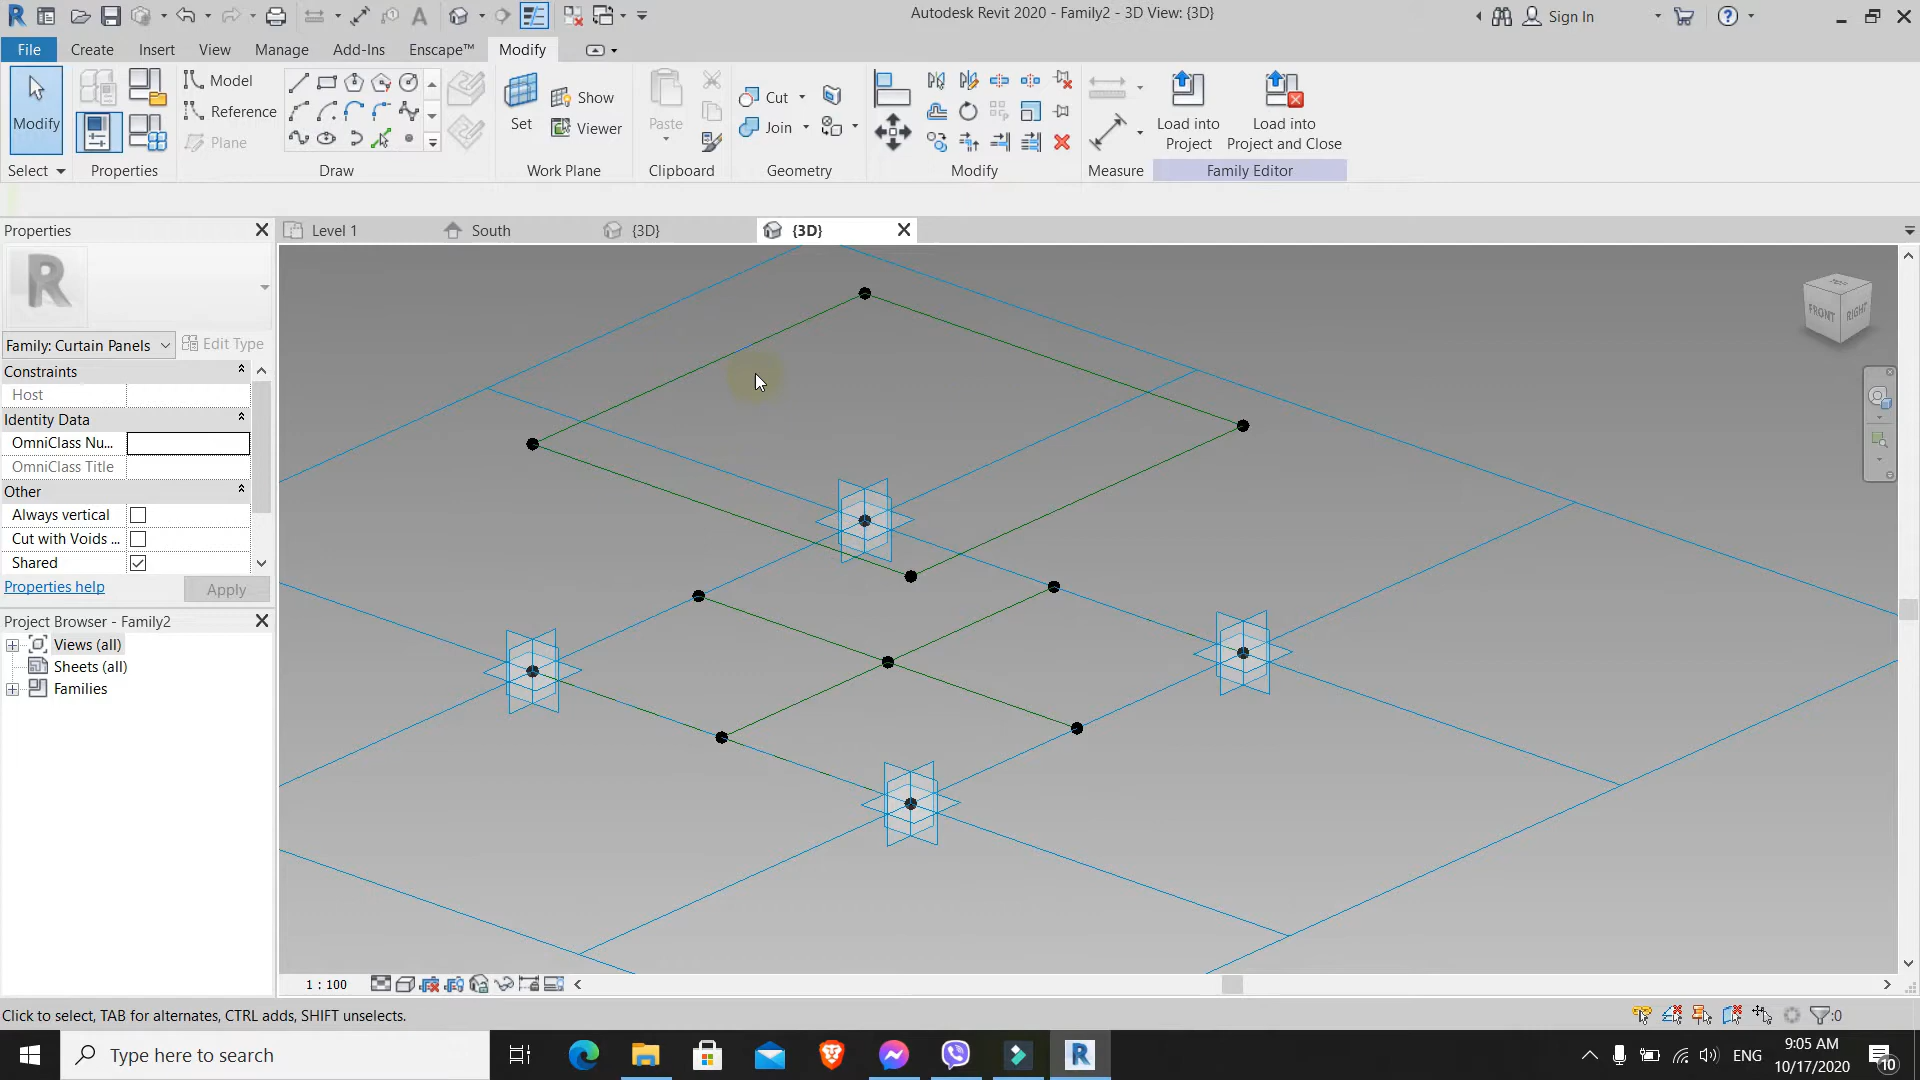 Autodesk Revit 2020 - Family2 - 3D View: {3D}
Sign In
File
Create
Insert
View
Manage
Add-Ins
Enscape™
Modify
Modify
Model
Reference
Plane
Set
Show
Viewer
Paste
Cut
Join
Load into
Project
Load into
Project and Close
Select
Properties
Draw
Work Plane
Clipboard
Geometry
Modify
Measure
Family Editor
Properties
Level 1
South
{3D}
{3D}
Family: Curtain Panels
Edit Type
Constraints
Host
Identity Data
OmniClass Nu...
OmniClass Title
Other
Always vertical
Cut with Voids ...
Shared
Properties help
Apply
Project Browser - Family2
Views (all)
Sheets (all)
Families
TOP
FRONT
RIGHT
1 : 100
Click to select, TAB for alternates, CTRL adds, SHIFT unselects.
:0
Type here to search
ENG
9:05 AM
10/17/2020
10